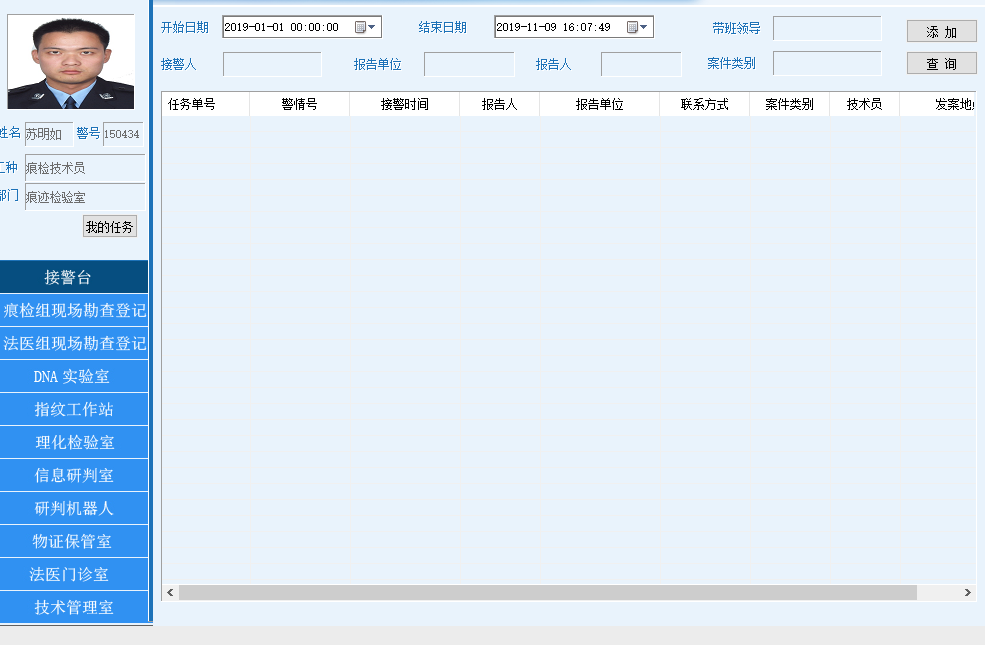 开始日期 2019-01-01 00:00:00 结束日期 2019-11-09 16:07:49 带班领导 添 加
接警人 报告单位 报告人 案件类别 查 询
任务单号 警情号 接警时间 报告人 报告单位 联系方式 案件类别 技术员 发案地
姓名 苏明如 警号 150434
工种 痕检技术员
部门 痕迹检验室
我的任务
接警台
痕检组现场勘查登记
法医组现场勘查登记
DNA 实验室
指纹工作站
理化检验室
信息研判室
研判机器人
物证保管室
法医门诊室
技术管理室